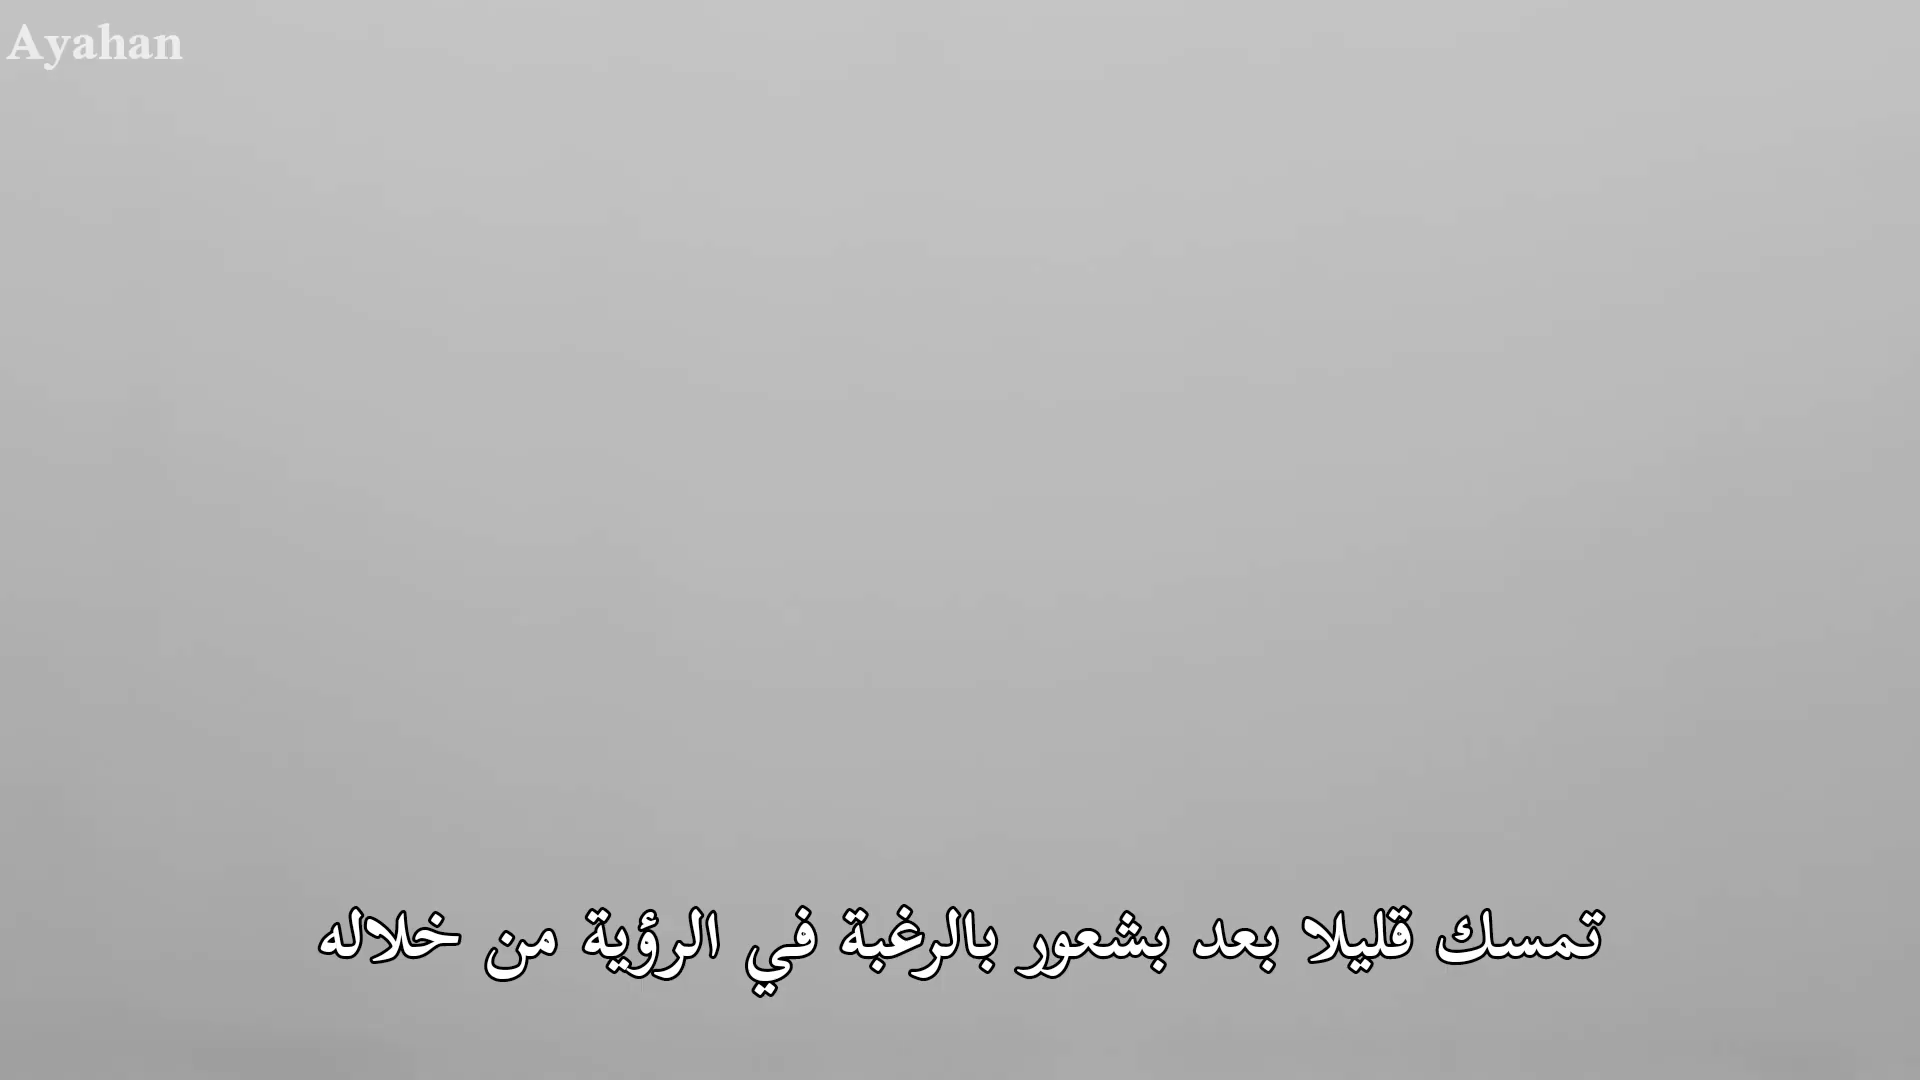 Ayahan
تمسك قليلا بعد بشعور بالرغبة في الرؤية من خلاله